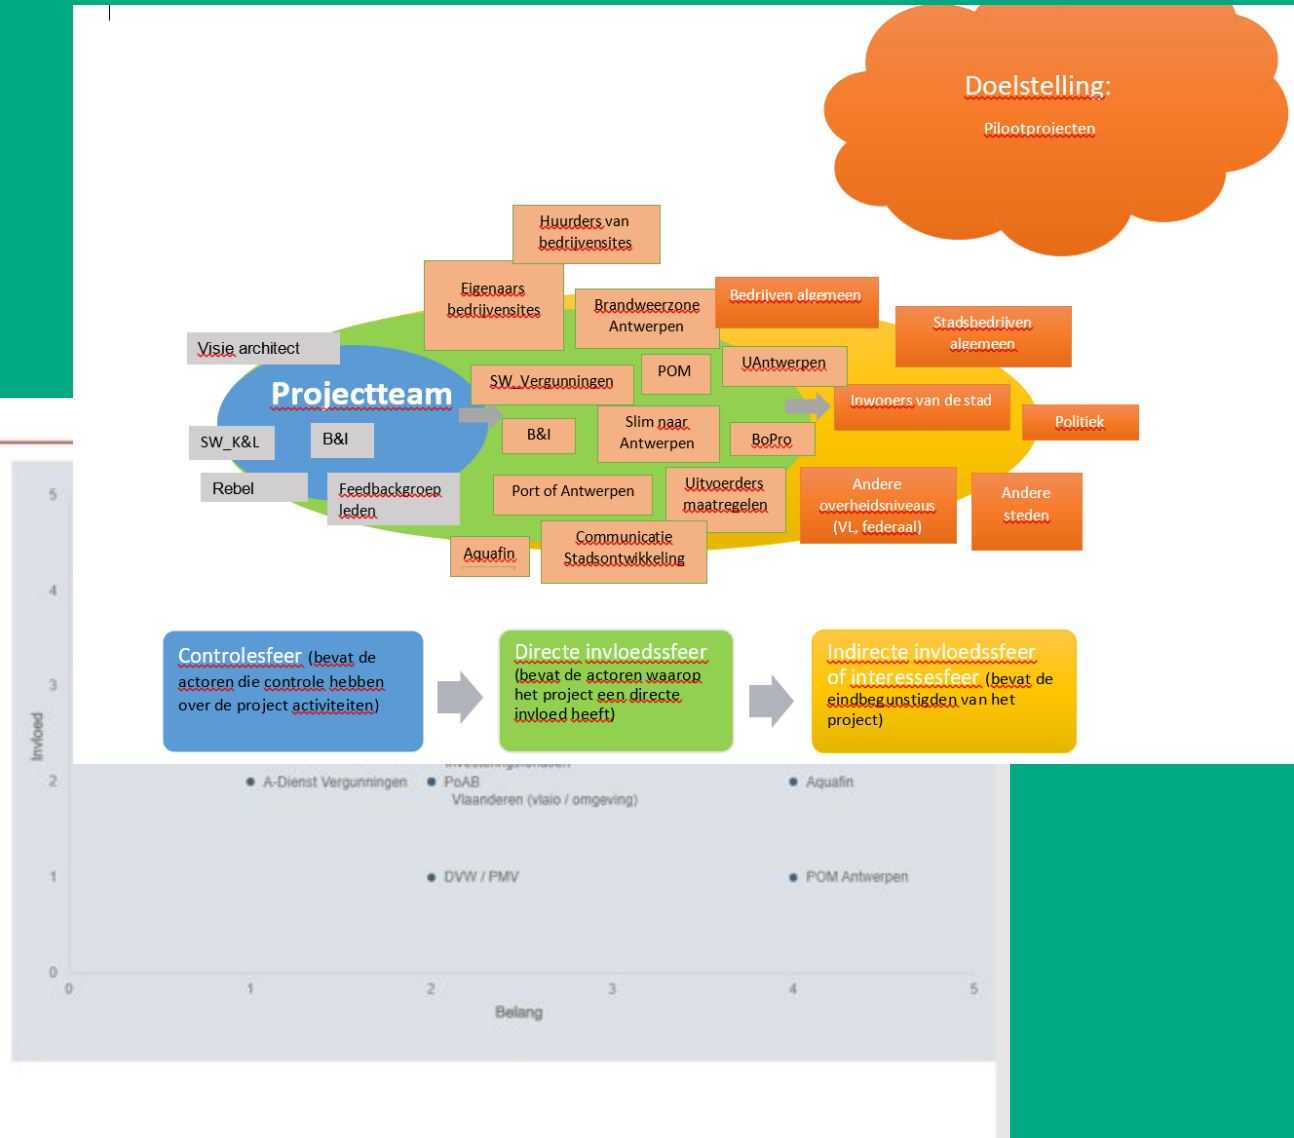 Doelstelling:
Pilootprojecten
Huurders van
bedrijvensites
Eigenaars
bedrijvensites
Brandweerzone
Antwerpen
Bedrijven algemeen
Stadsbedrijven
algemeen
Visie architect
Projectteam
SW_Vergunningen
POM
UAntwerpen
Inwoners van de stad
Politiek
SW_K&L
B&I
B&I
Slim naar
Antwerpen
BoPro
Rebel
Feedbackgroep
leden
Port of Antwerpen
Uitvoerders
maatregelen
Andere
overheidsniveaus
(VL, federaal)
Andere
steden
Aquafin
Communicatie
Stadsontwikkeling
Controlesfeer (bevat de
actoren die controle hebben
over de project activiteiten)
Directe invloedssfeer
(bevat de actoren waarop
het project een directe
invloed heeft)
Indirecte invloedssfeer
of interessesfeer (bevat de
eindbegunstigden van het
project)
5
4
3
2
1
0
Invloed
A-Dienst Vergunningen
PoAB
Vlaanderen (vlaio / omgeving)
Aquafin
DVW / PMV
POM Antwerpen
0
1
2
3
4
5
Belang